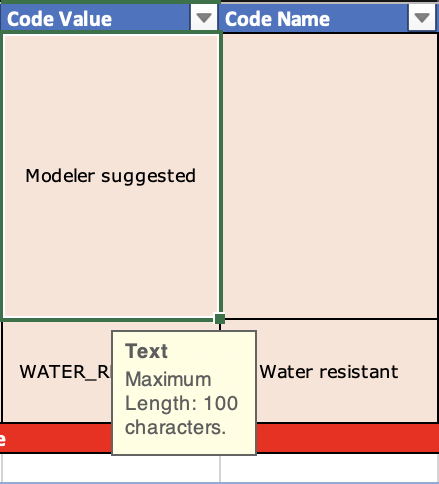 Code Value Code Name
Modeler suggested
WATER_R Water resistant
Text
Maximum
Length: 100
characters.
e